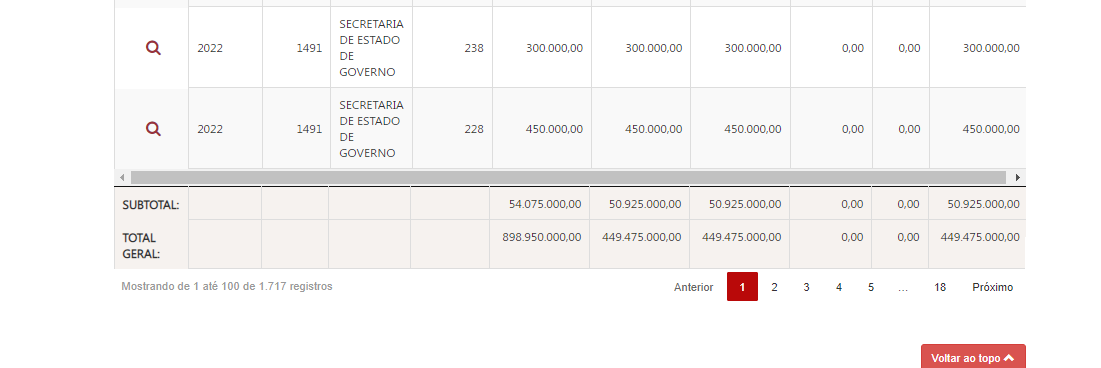 SECRETARIA
DE ESTADO
DE
GOVERNO
2022 1491 238 300.000,00 300.000,00 300.000,00 0,00 0,00 300.000,00
SECRETARIA
DE ESTADO
DE
GOVERNO
2022 1491 228 450.000,00 450.000,00 450.000,00 0,00 0,00 450.000,00
SUBTOTAL: 54.075.000,00 50.925.000,00 50.925.000,00 0,00 0,00 50.925.000,00
TOTAL
GERAL: 898.950.000,00 449.475.000,00 449.475.000,00 0,00 0,00 449.475.000,00
Mostrando de 1 até 100 de 1.717 registros
Anterior 1 2 3 4 5 ... 18 Próximo
Voltar ao topo